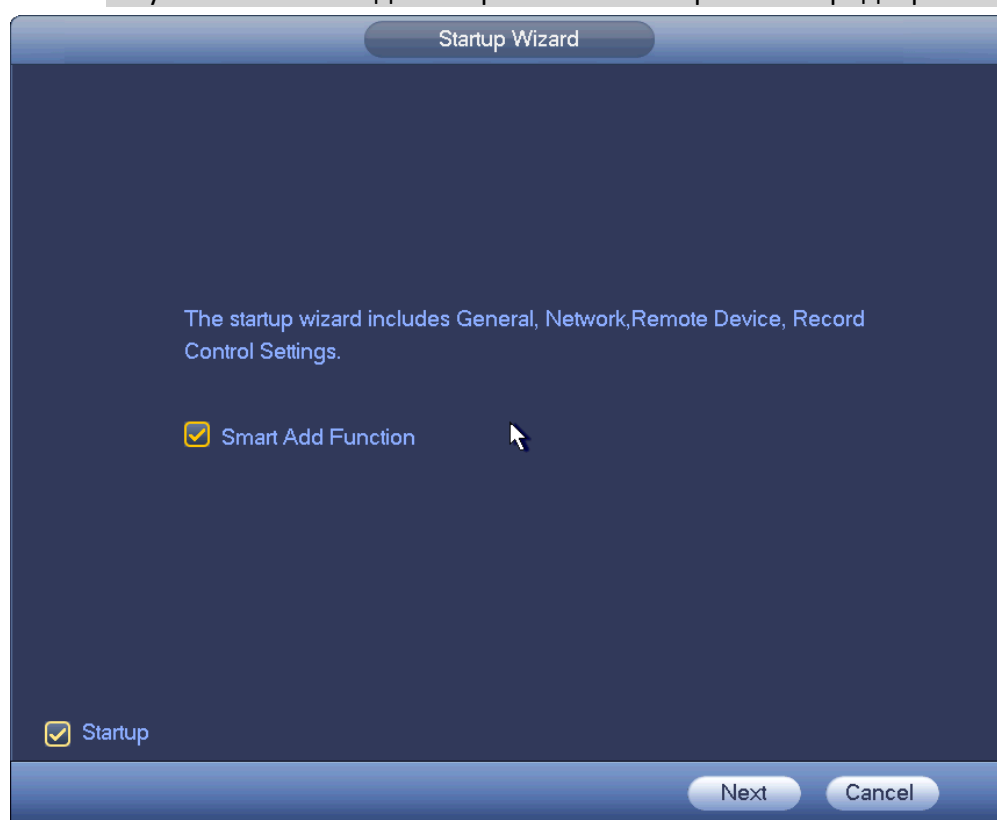 Startup Wizard
The startup wizard includes General, Network,Remote Device, Record
Control Settings.
Smart Add Function
Startup
Next
Cancel